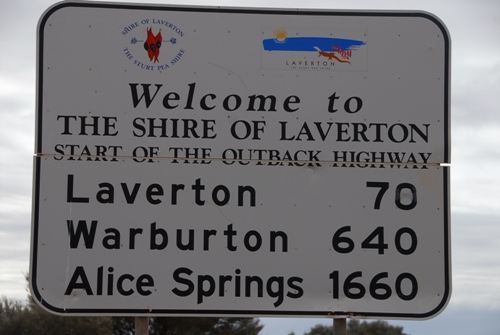 SHIRE OF LAVERTON
THE STURT PEA SHIRE
LAVERTON
Welcome to
THE SHIRE OF LAVERTON
START OF THE OUTBACK HIGHWAY
Laverton 70
Warburton 640
Alice Springs 1660